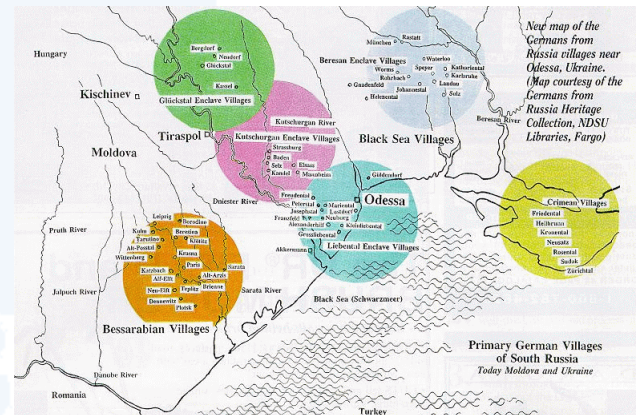 New map of the
Germans from
Russia villages near
Odessa, Ukraine.
(Map courtesy of the
Germans from
Russia Heritage
Collection, NDSU
Libraries, Fargo)
Hungary
Kischinev
Moldova
Tiraspol
Bergdorf
Neudorf
Glückstal
Kassel
Glückstal Enclave Villages
Kutschurgan River
Kutschurgan Enclave Villages
Strassburg
Baden
Selz
Kandel
Elsass
Mannheim
Dniester River
München
Rastatt
Beresan Enclave Villages
Waterloo
Worms
Speyer
Katharinental
Rohrbach
Karlsruhe
Landau
Gnadenfeld
Johannestal
Sulz
Helenental
Black Sea Villages
Beresan River
Güldendorf
Odessa
Freudental
Peterstal
Mariental
Josephstal
Lustdorf
Franzfeld
Neuburg
Alexanderhilf
Kleinliebental
Grossliebental
Akkermann
Liebental Enclave Villages
Crimean Villages
Friedental
Heilbrunn
Kronental
Neusatz
Rosental
Sudak
Zürichtal
Leipzig
Borodino
Kulm
Beresina
Tarutino
Klöstitz
Alt-Posttal
Wittenberg
Krasna
Paris
Katzbach
Alt-Elft
Alt-Arzis
Neu-Elft
Teplitz
Brienne
Dennewitz
Plotsk
Sarata
Sarata River
Bessarabian Villages
Pruth River
Jalpuch River
Danube River
Romania
Black Sea (Schwarzmeer)
Turkey
Primary German Villages
of South Russia
Today Moldova and Ukraine